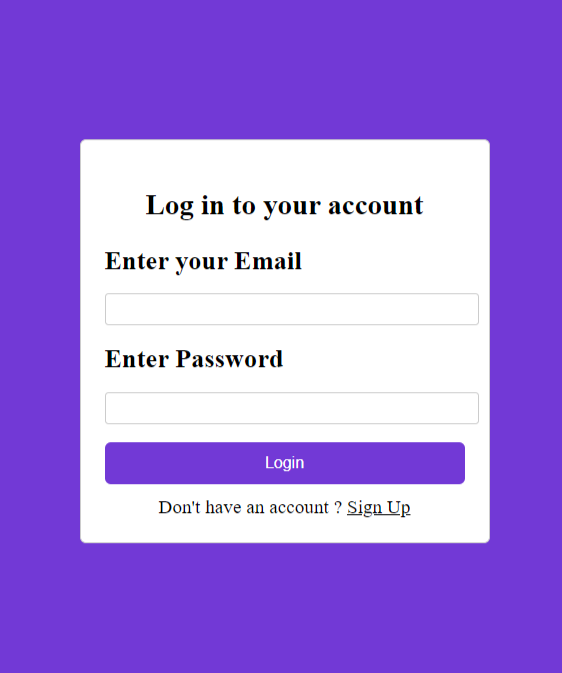 Log in to your account
Enter your Email
Enter Password
Login
Don't have an account ? Sign Up